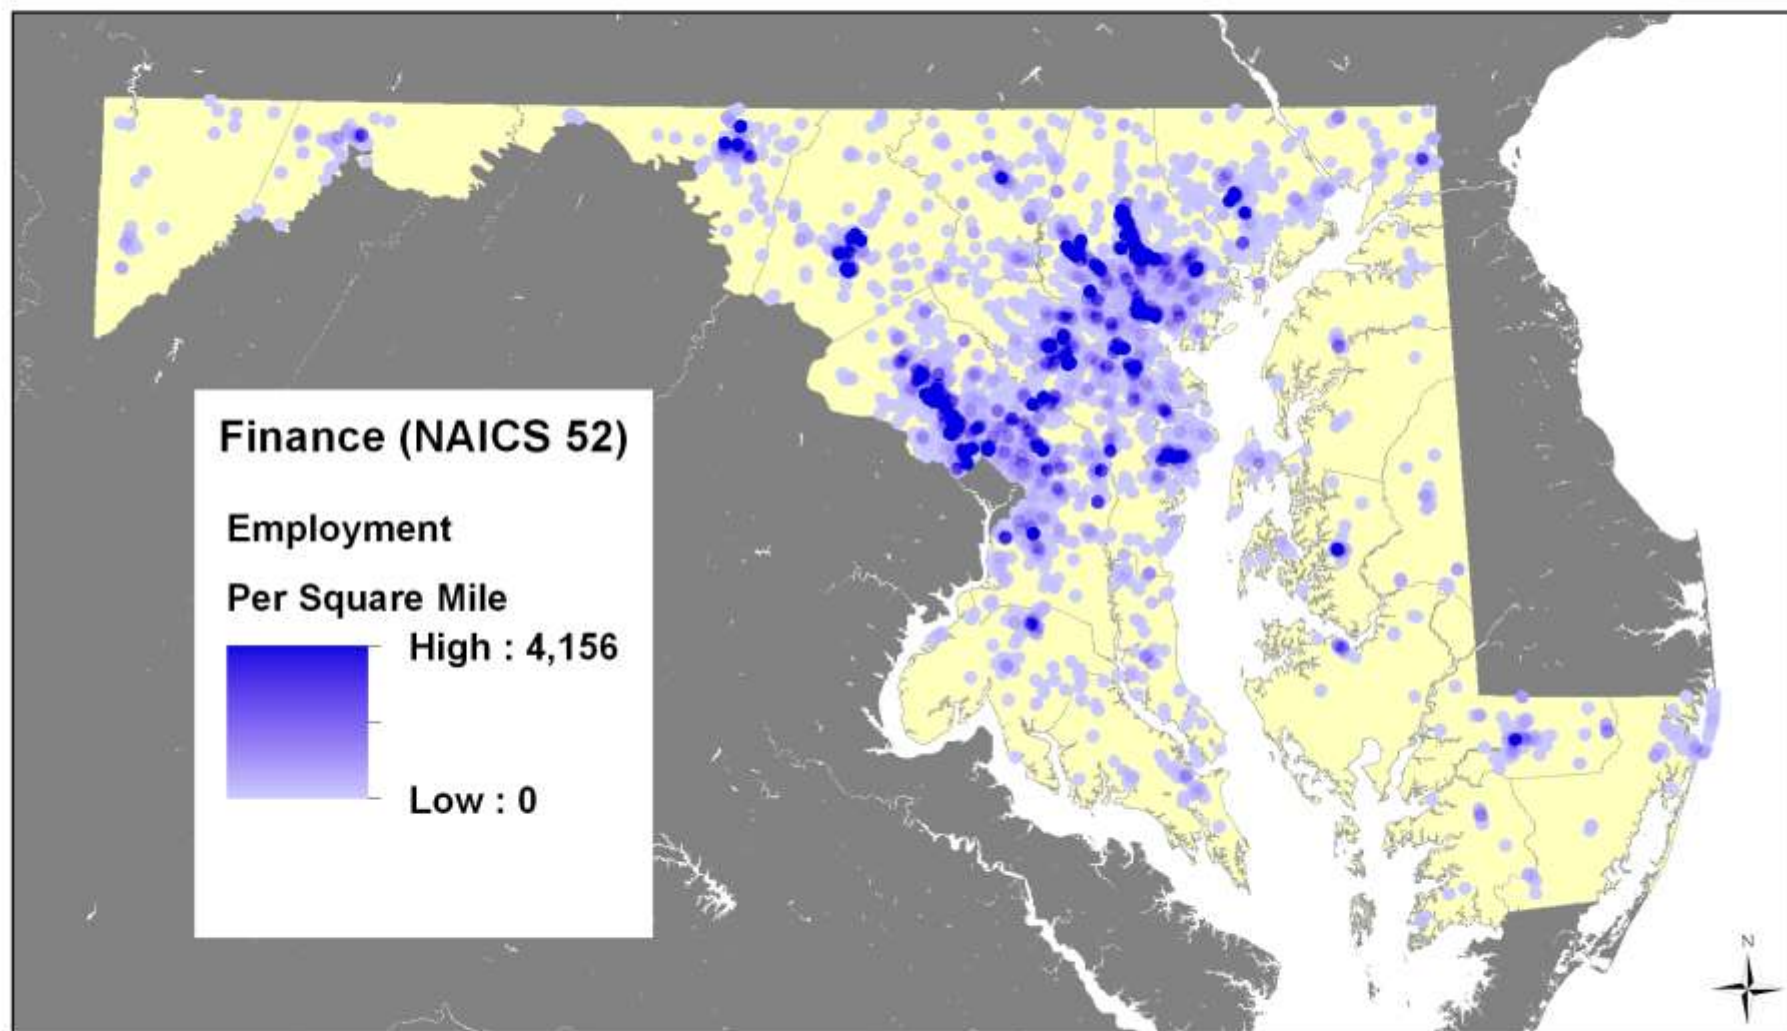 Finance (NAICS 52)
Employment
Per Square Mile
High : 4,156
Low : 0
N